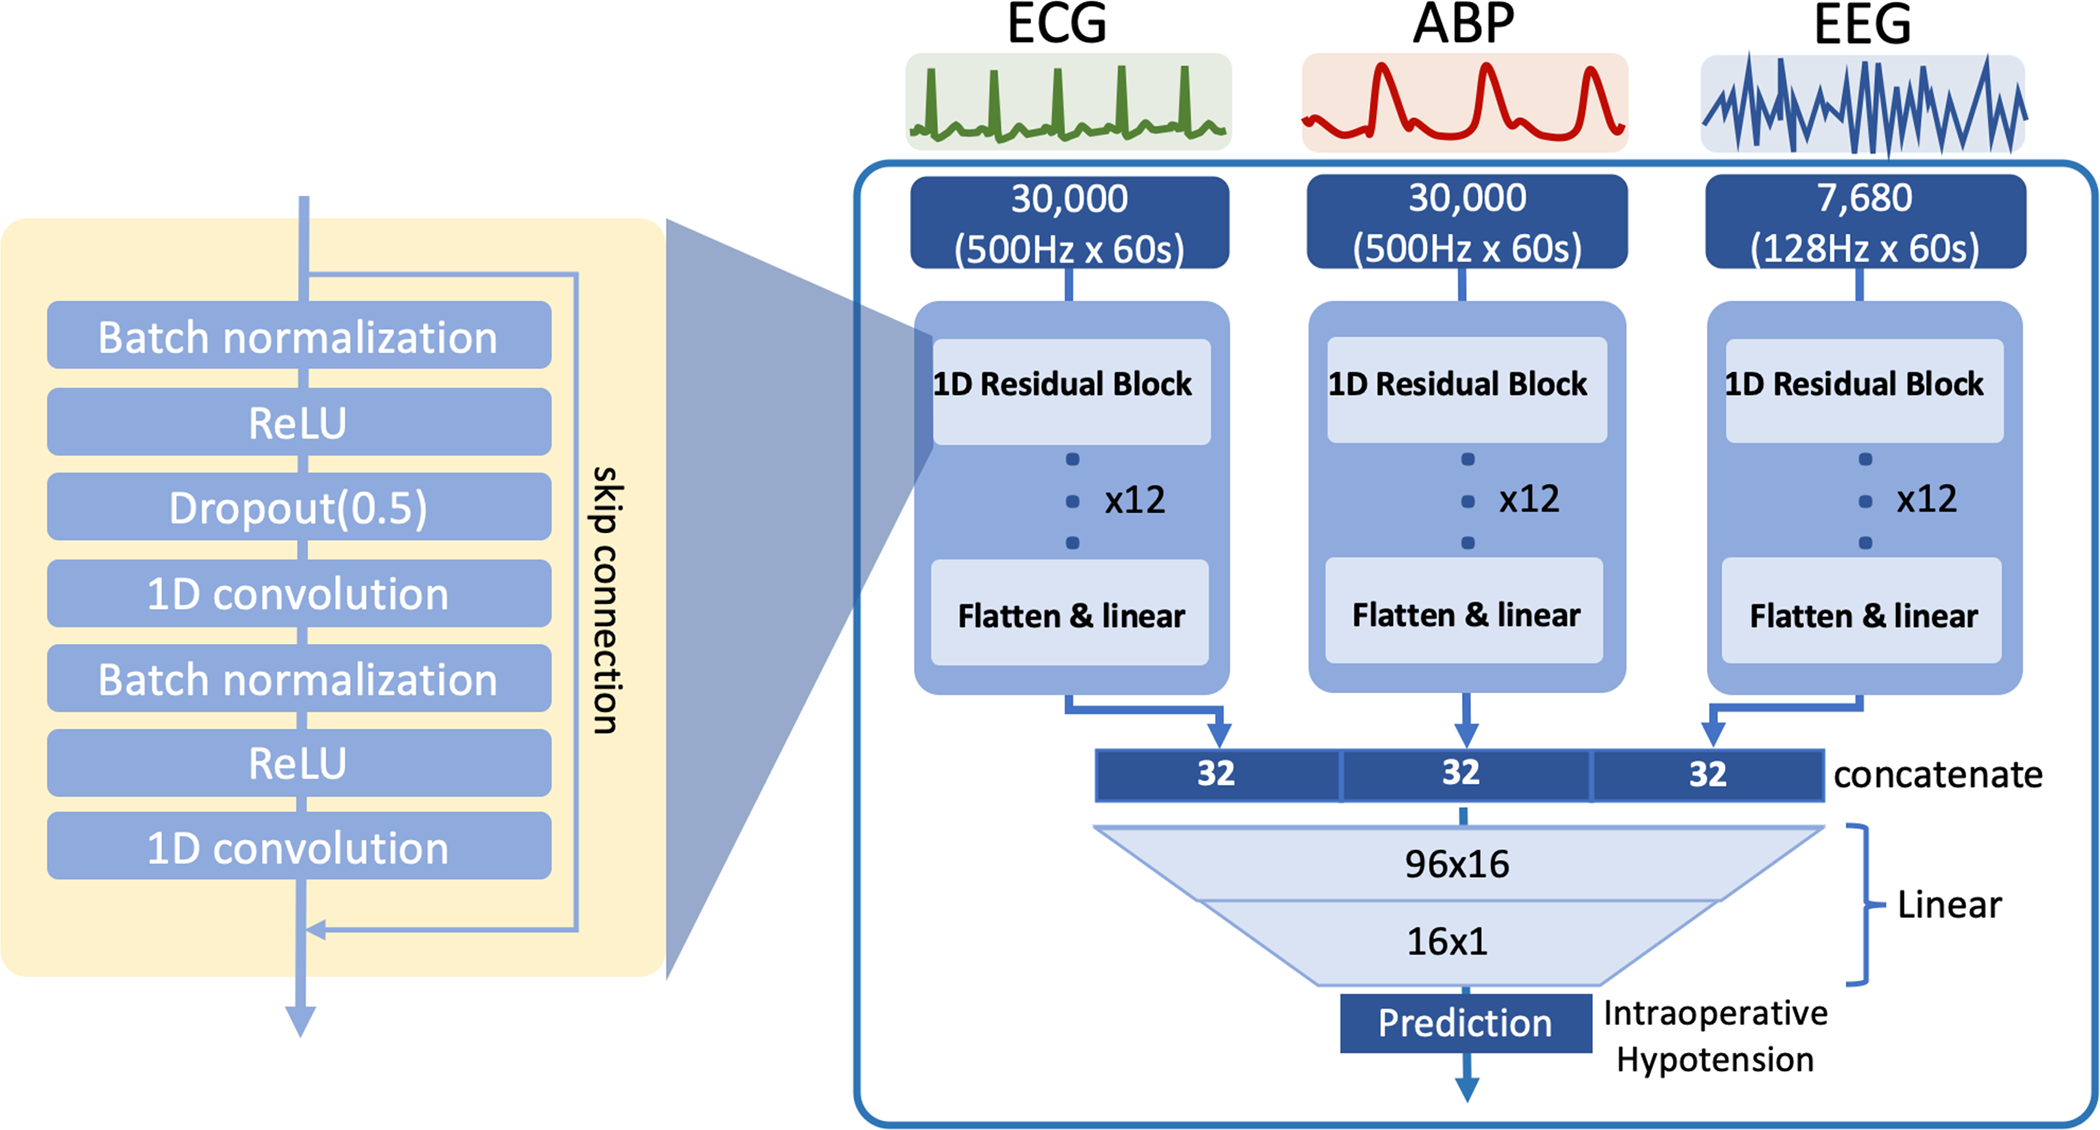 ECG
ABP
EEG
30,000
(500Hz x 60s)
30,000
(500Hz x 60s)
7,680
(128Hz x 60s)
Batch normalization
ReLU
Dropout(0.5)
1D convolution
Batch normalization
ReLU
1D convolution
skip connection
1D Residual Block
x12
Flatten & linear
1D Residual Block
x12
Flatten & linear
1D Residual Block
x12
Flatten & linear
32
32
32
concatenate
96x16
16x1
Linear
Prediction
Intraoperative
Hypotension